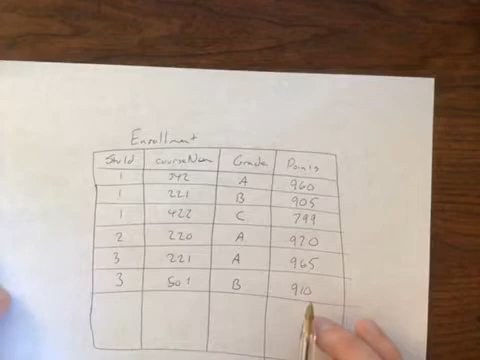 Enrollment
StuId courseNum Grade Points
1 342 A 960
1 221 B 905
1 422 C 799
2 220 A 970
3 221 A 965
3 501 B 910